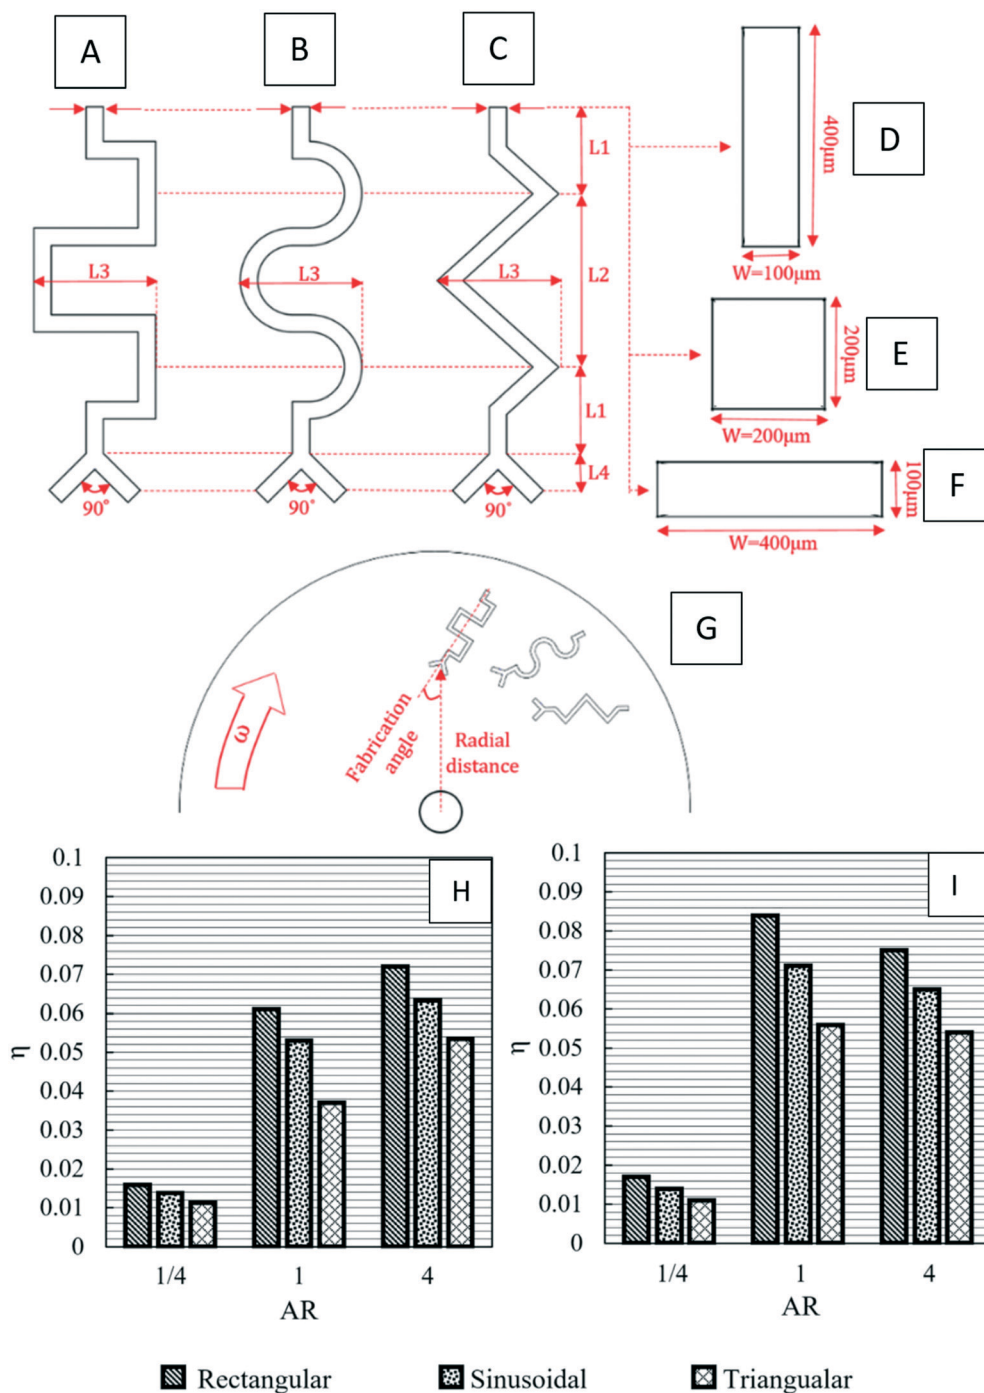 A
B
C
L1
D
400μm
W=100μm
L3
L3
L3
L2
E
200μm
W=200μm
L1
L4
F
100μm
W=400μm
90°
90°
90°
G
ω
Fabrication
angle
Radial
distance
H
0.1
0.09
0.08
0.07
0.06
0.05
0.04
0.03
0.02
0.01
0
η
1/4
1
4
AR
I
0.1
0.09
0.08
0.07
0.06
0.05
0.04
0.03
0.02
0.01
0
η
1/4
1
4
AR
Rectangular
Sinusoidal
Triangualar